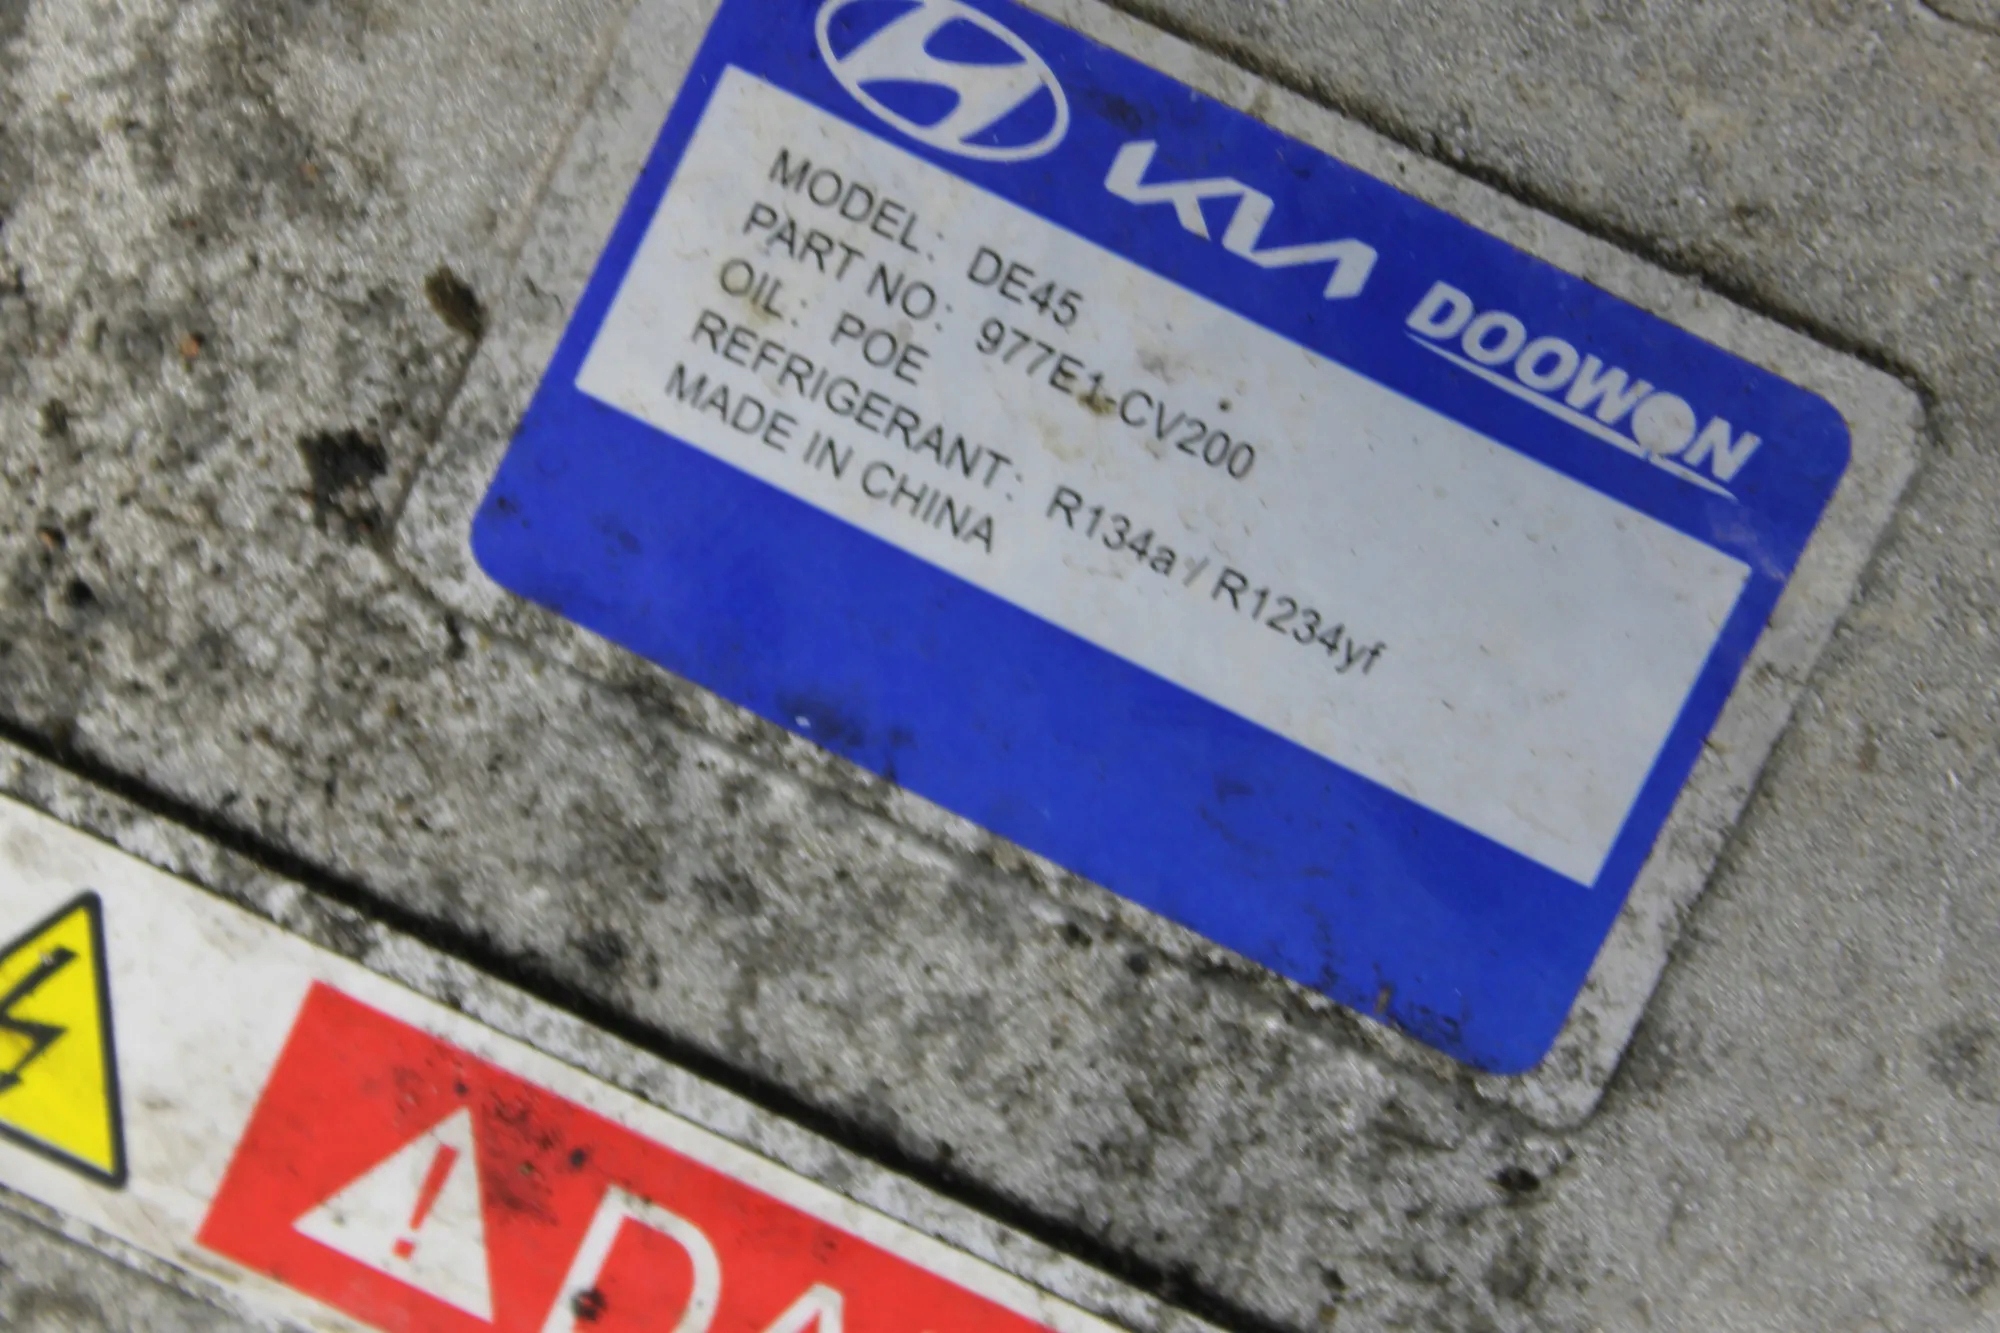 KIA DOOWON
MODEL: DE45
PART NO: 977E1-CV200
OIL: POE
REFRIGERANT: R134a / R1234yf
MADE IN CHINA